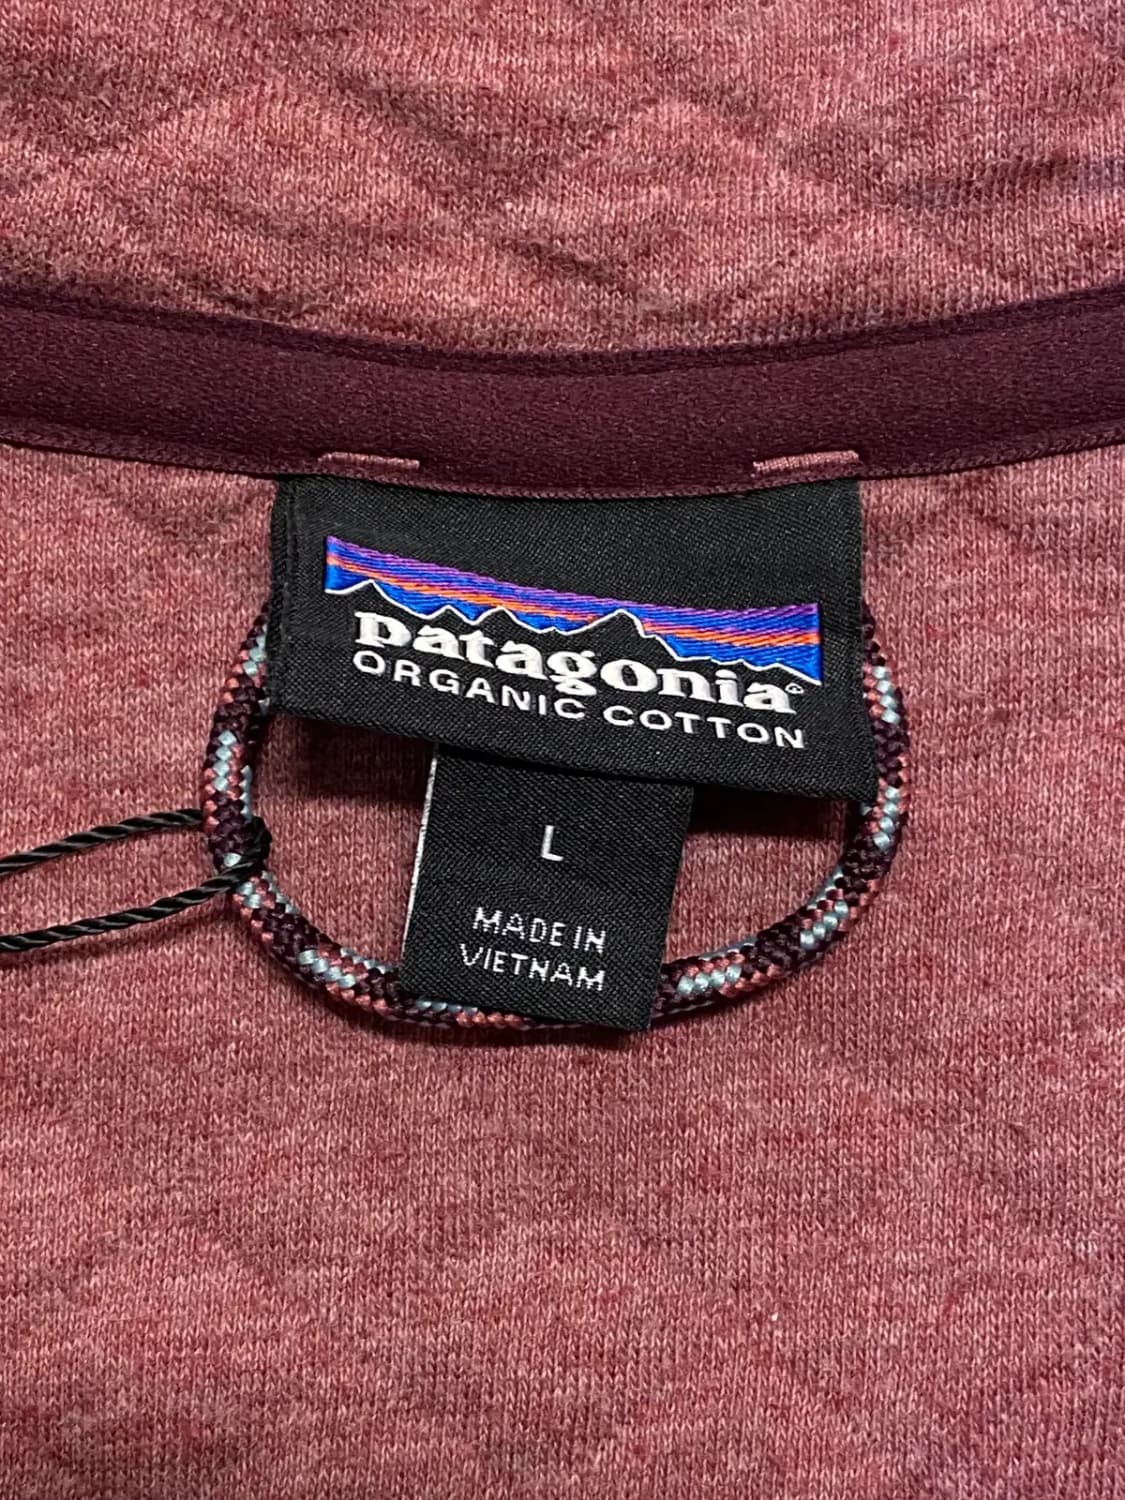 patagonia®
ORGANIC COTTON
L
MADE IN
VIETNAM